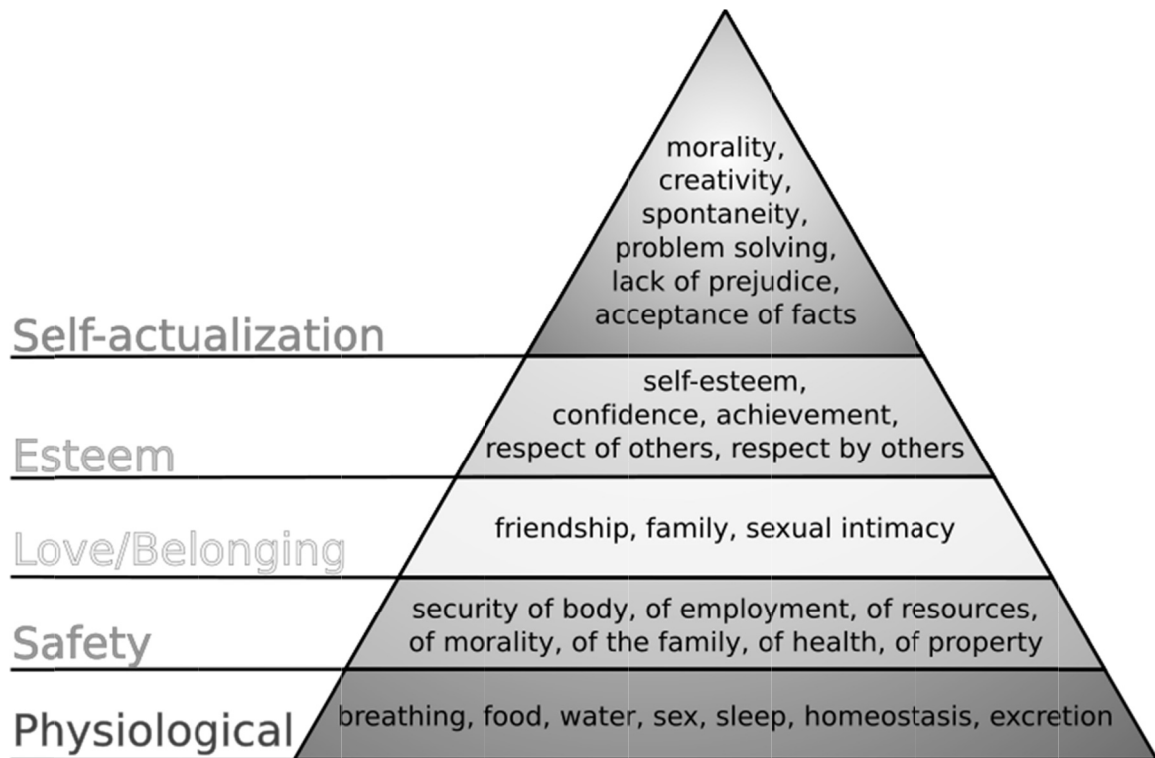 morality,
creativity,
spontaneity,
problem solving,
lack of prejudice,
acceptance of facts
Self-actualization
self-esteem,
confidence, achievement,
respect of others, respect by others
Esteem
friendship, family, sexual intimacy
Love/Belonging
security of body, of employment, of resources,
of morality, of the family, of health, of property
Safety
breathing, food, water, sex, sleep, homeostasis, excretion
Physiological